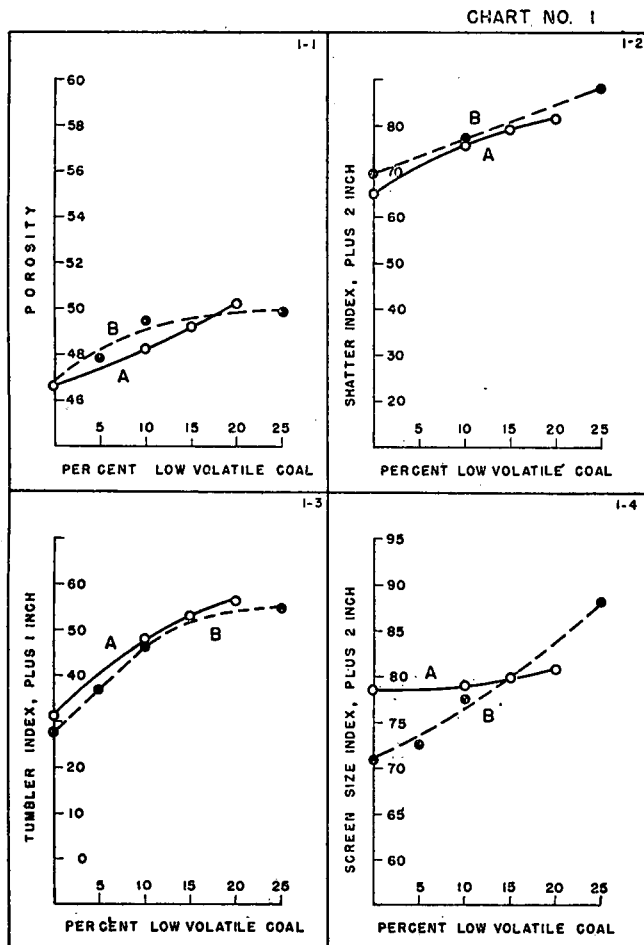 CHART NO. 1
1-1
60
58
56
54
52
50
48
46
POROSITY
B
A
5 10 15 20 25
PERCENT LOW VOLATILE COAL
1-2
80
70
60
50
40
30
20
SHATTER INDEX, PLUS 2 INCH
B
A
5 10 15 20 25
PERCENT LOW VOLATILE COAL
1-3
60
50
40
20
10
0
TUMBLER INDEX, PLUS 1 INCH
A
B
5 10 15 20 25
PERCENT LOW VOLATILE COAL
1-4
95
90
85
80
75
70
65
60
SCREEN SIZE INDEX, PLUS 2 INCH
A
B
5 10 15 20 25
PERCENT LOW VOLATILE COAL